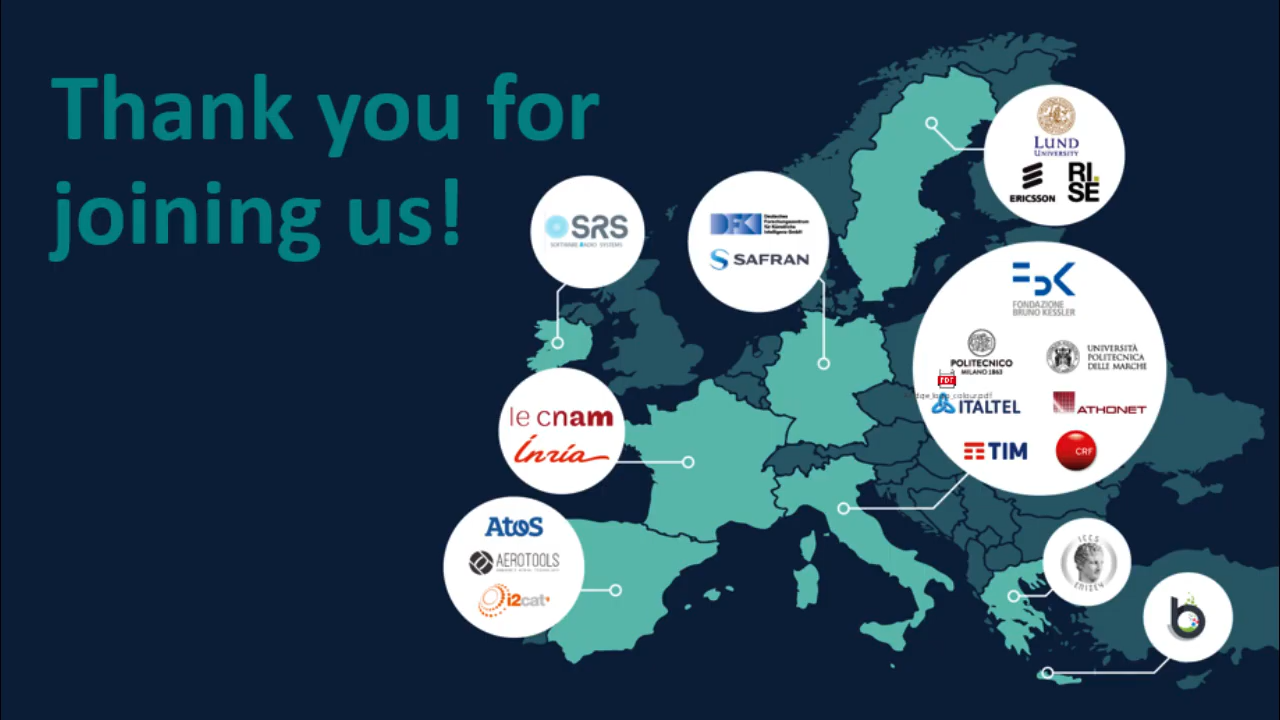 Thank you for
joining us!
SRS
SOFTWARE RADIO SYSTEMS
DFKI
Deutsches
Forschungszentrum
für Künstliche
Intelligenz GmbH
SAFRAN
LUND
UNIVERSITY
ERICSSON
RI.
SE
FBK
FONDAZIONE
BRUNO KESSLER
POLITECNICO
MILANO 1863
UNIVERSITÀ
POLITECNICA
DELLE MARCHE
PDF
ITALTEL
ATHONET
TIM
CRF
le cnam
Inria
Atos
AEROTOOLS
i2cat
ICCS
b